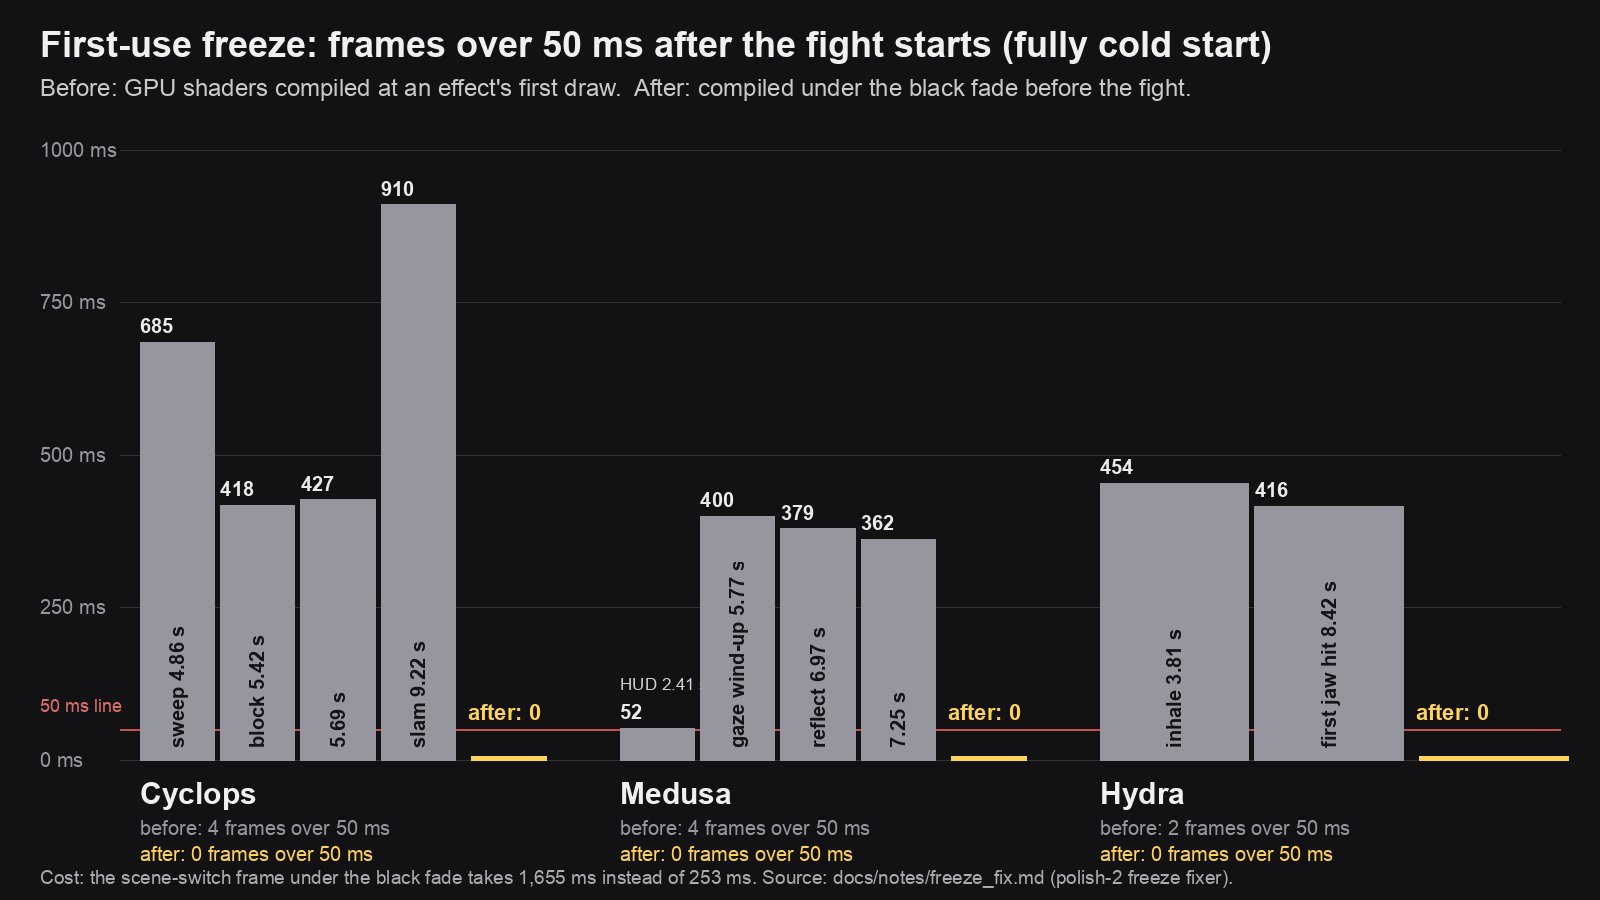 First-use freeze: frames over 50 ms after the fight starts (fully cold start)
Before: GPU shaders compiled at an effect's first draw.  After: compiled under the black fade before the fight.
1000 ms
750 ms
500 ms
250 ms
50 ms line
0 ms
685
sweep 4.86 s
418
block 5.42 s
427
5.69 s
910
slam 9.22 s
after: 0
HUD 2.41
52
400
gaze wind-up 5.77 s
379
reflect 6.97 s
362
7.25 s
after: 0
454
inhale 3.81 s
416
first jaw hit 8.42 s
after: 0
Cyclops
before: 4 frames over 50 ms
after: 0 frames over 50 ms
Medusa
before: 4 frames over 50 ms
after: 0 frames over 50 ms
Hydra
before: 2 frames over 50 ms
after: 0 frames over 50 ms
Cost: the scene-switch frame under the black fade takes 1,655 ms instead of 253 ms. Source: docs/notes/freeze_fix.md (polish-2 freeze fixer).